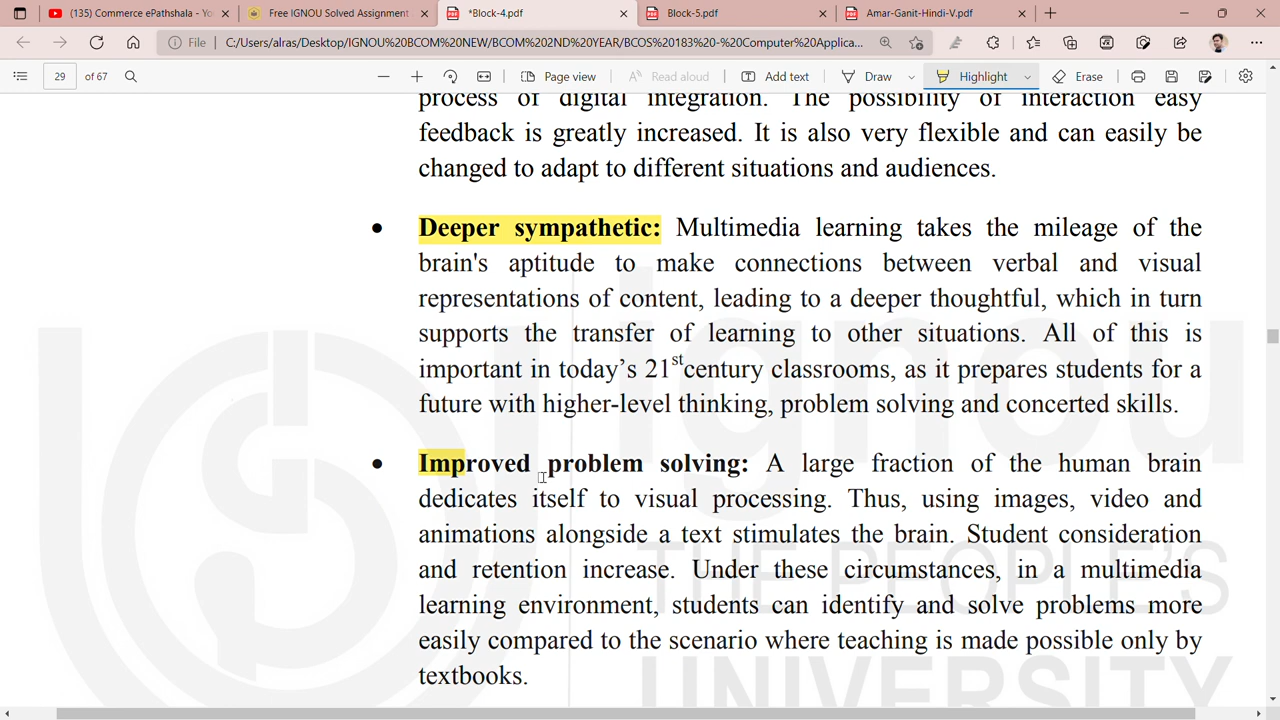 (135) Commerce ePathshala - Yo
Free IGNOU Solved Assignment
*Block-4.pdf
Block-5.pdf
Amar-Ganit-Hindi-V.pdf
File
C:/Users/alras/Desktop/IGNOU%20BCOM%20NEW/BCOM%202ND%20YEAR/BCOS%20183%20-%20Computer%20Applica...
29 of 67
Page view
Read aloud
Add text
Draw
Highlight
Erase
process of digital integration. The possibility of interaction easy
feedback is greatly increased. It is also very flexible and can easily be
changed to adapt to different situations and audiences.
• Deeper sympathetic: Multimedia learning takes the mileage of the
brain's aptitude to make connections between verbal and visual
representations of content, leading to a deeper thoughtful, which in turn
supports the transfer of learning to other situations. All of this is
important in today’s 21st century classrooms, as it prepares students for a
future with higher-level thinking, problem solving and concerted skills.
• Improved problem solving: A large fraction of the human brain
dedicates itself to visual processing. Thus, using images, video and
animations alongside a text stimulates the brain. Student consideration
and retention increase. Under these circumstances, in a multimedia
learning environment, students can identify and solve problems more
easily compared to the scenario where teaching is made possible only by
textbooks.
ignou
THE PEOPLE'S
UNIVERSITY